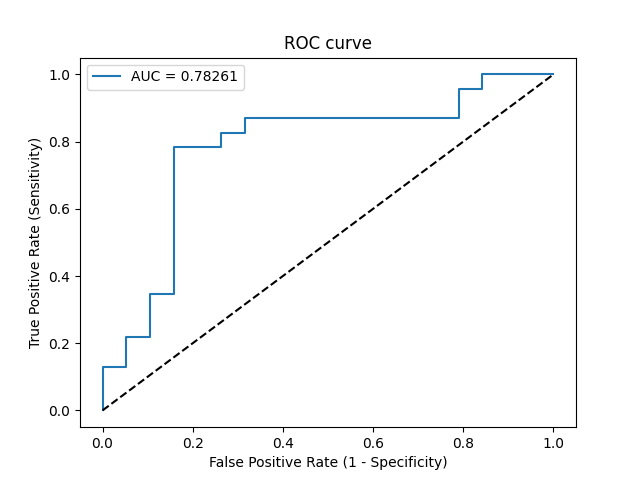 ROC curve
AUC = 0.78261
1.0
0.8
0.6
0.4
0.2
0.0
True Positive Rate (Sensitivity)
0.0 0.2 0.4 0.6 0.8 1.0
False Positive Rate (1 - Specificity)